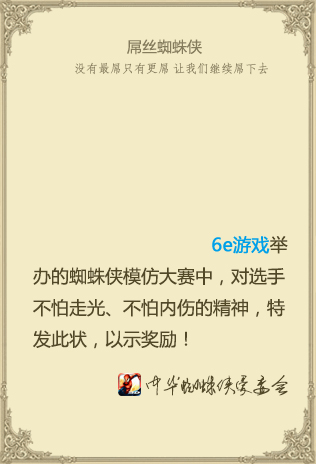 屌丝蜘蛛侠
没有最屌只有更屌 让我们继续屌下去
6e游戏举
办的蜘蛛侠模仿大赛中，对选手
不怕走光、不怕内伤的精神，特
发此状，以示奖励！
中华蜘蛛侠家委会